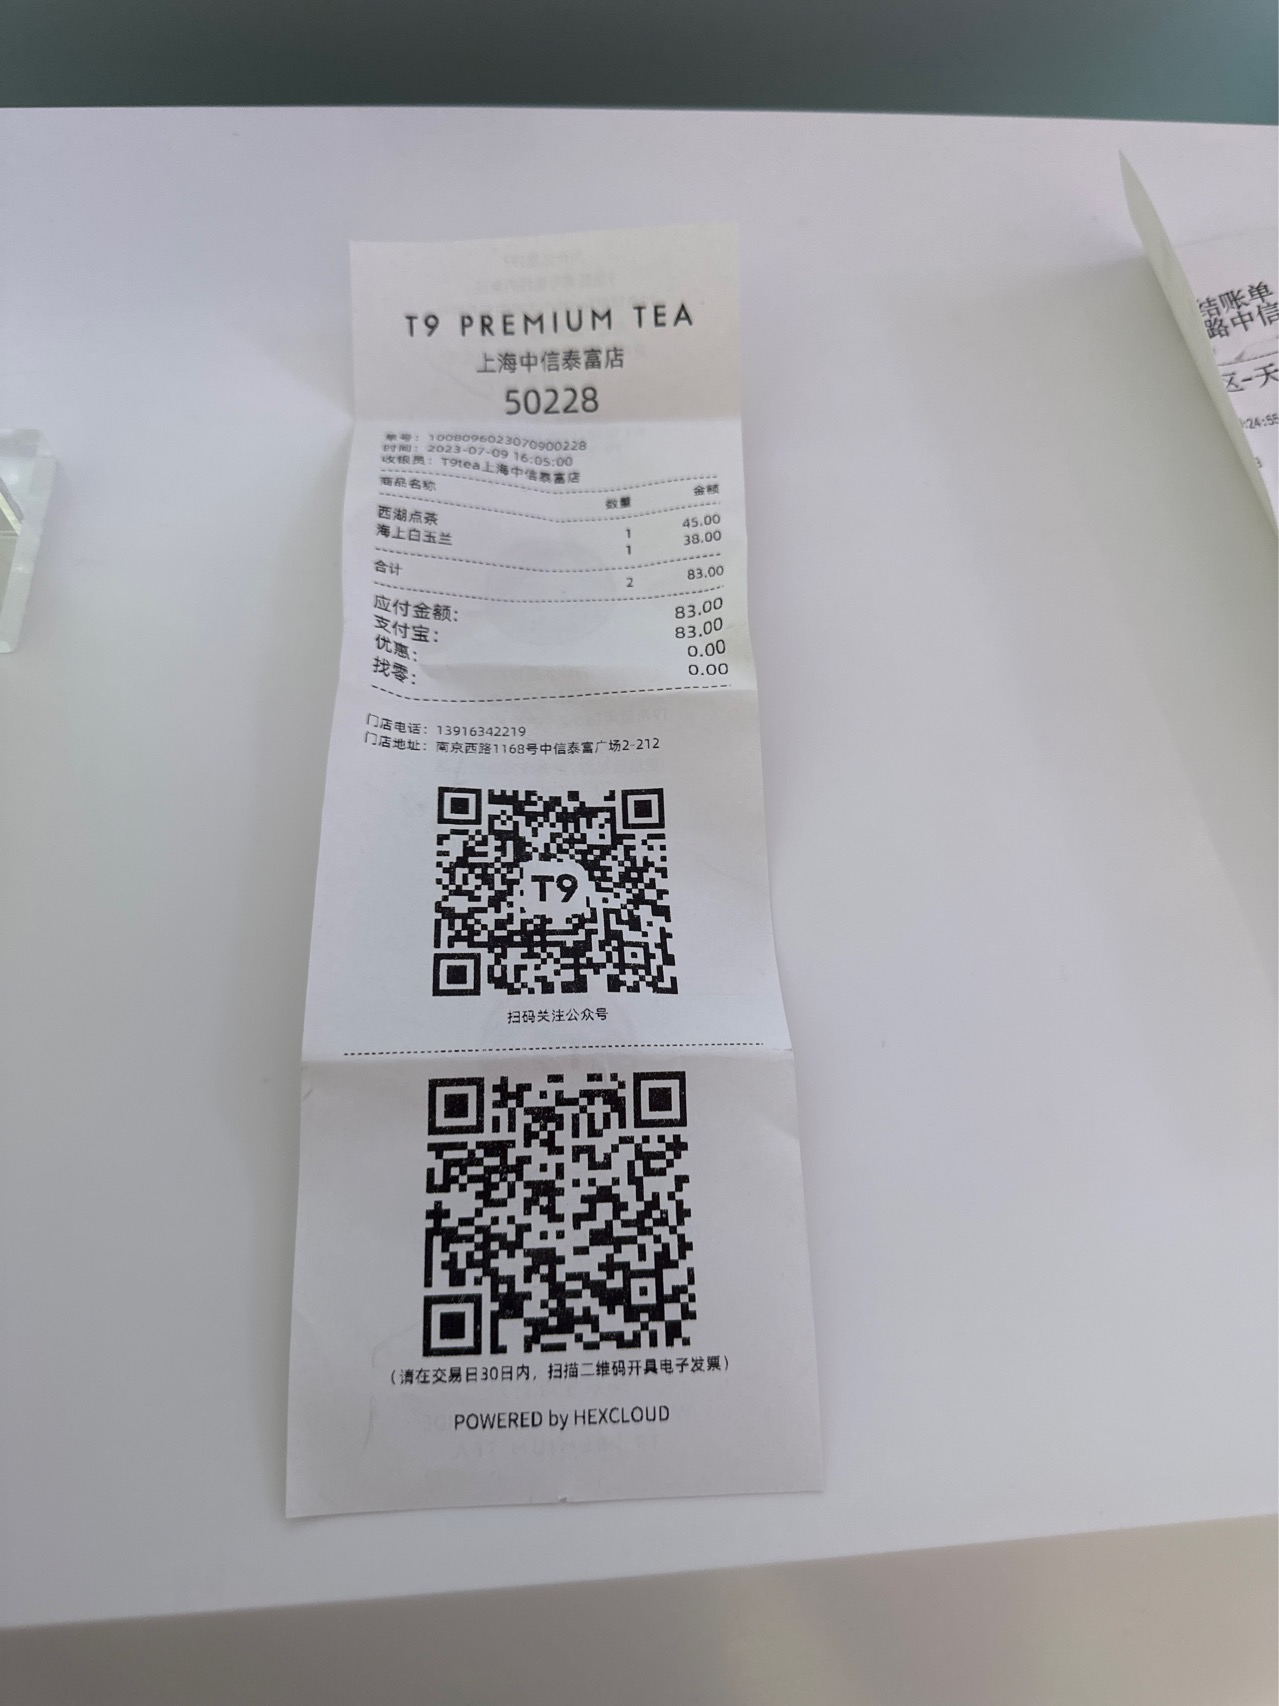 T9 PREMIUM TEA
上海中信泰富店
50228
单号：1008096023070900228
时间：2023-07-09 16:05:00
收银员：T9tea上海中信泰富店
商品名称 数量 金额
西湖点茶 1 45.00
海上白玉兰 1 38.00
合计 2 83.00
应付金额： 83.00
支付宝： 83.00
优惠： 0.00
找零： 0.00
门店电话：13916342219
门店地址：南京西路1168号中信泰富广场2-212
T9
扫码关注公众号
（请在交易日30日内，扫描二维码开具电子发票）
POWERED by HEXCLOUD
结账单
路中信
区-天
:24:55